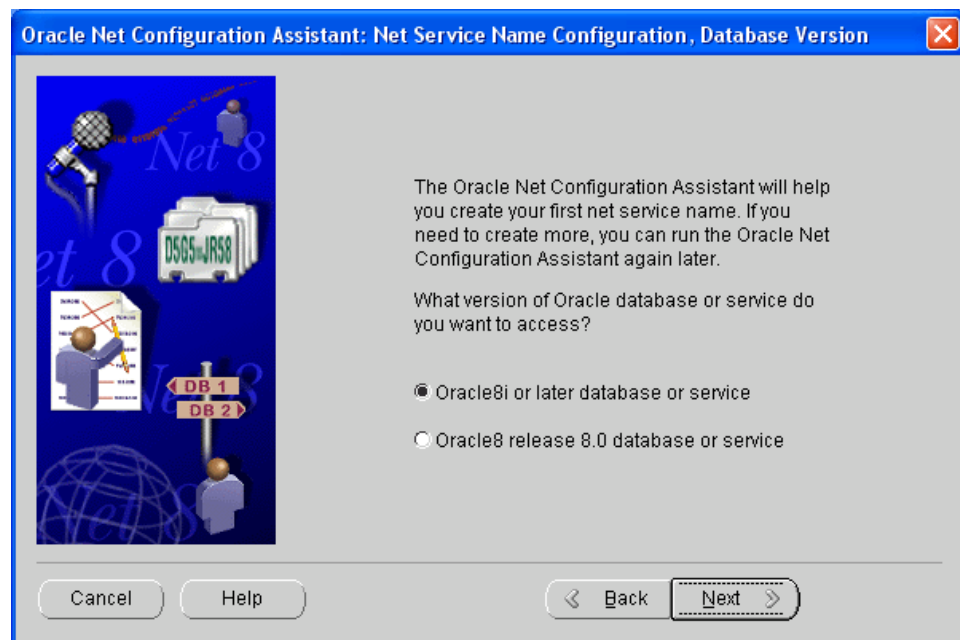 Oracle Net Configuration Assistant: Net Service Name Configuration, Database Version
Net 8
D5G5 JR58
et 8
DB 1
DB 2
Net 8
The Oracle Net Configuration Assistant will help
you create your first net service name. If you
need to create more, you can run the Oracle Net
Configuration Assistant again later.
What version of Oracle database or service do
you want to access?
Oracle8i or later database or service
Oracle8 release 8.0 database or service
Cancel
Help
Back
Next